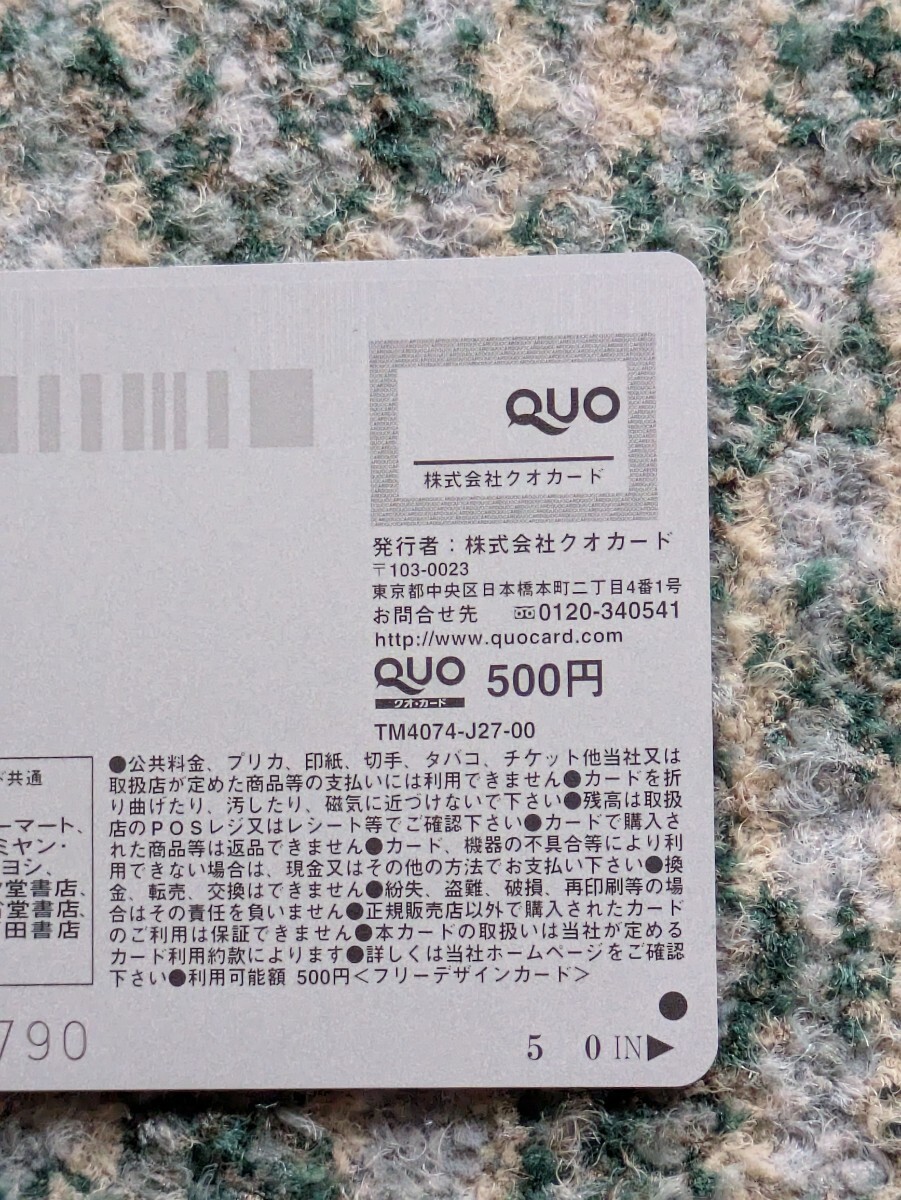 QUO
株式会社クオカード
発行者：株式会社クオカード
〒103-0023
東京都中央区日本橋本町二丁目4番1号
お問合せ先 0120-340541
http://www.quocard.com
QUO 500円
クオ・カード
TM4074-J27-00
●公共料金、プリカ、印紙、切手、タバコ、チケット他当社又は
取扱店が定めた商品等の支払いには利用できません●カードを折
り曲げたり、汚したり、磁気に近づけないで下さい●残高は取扱
店のPOSレジ又はレシート等でご確認下さい●カードで購入さ
れた商品等は返品できません●カード、機器の不具合等により利
用できない場合は、現金又はその他の方法でお支払い下さい●換
金、転売、交換はできません●紛失、盗難、破損、再印刷等の場
合はその責任を負いません●正規販売店以外で購入されたカード
のご利用は保証できません●本カードの取扱いは当社が定める
カード利用約款によります●詳しくは当社ホームページをご確認
下さい●利用可能額 500円＜フリーデザインカード＞
共通
ーマート、
ミヤン・
ヨシ、
堂書店、
堂書店、
田書店
790
5 0 IN▶